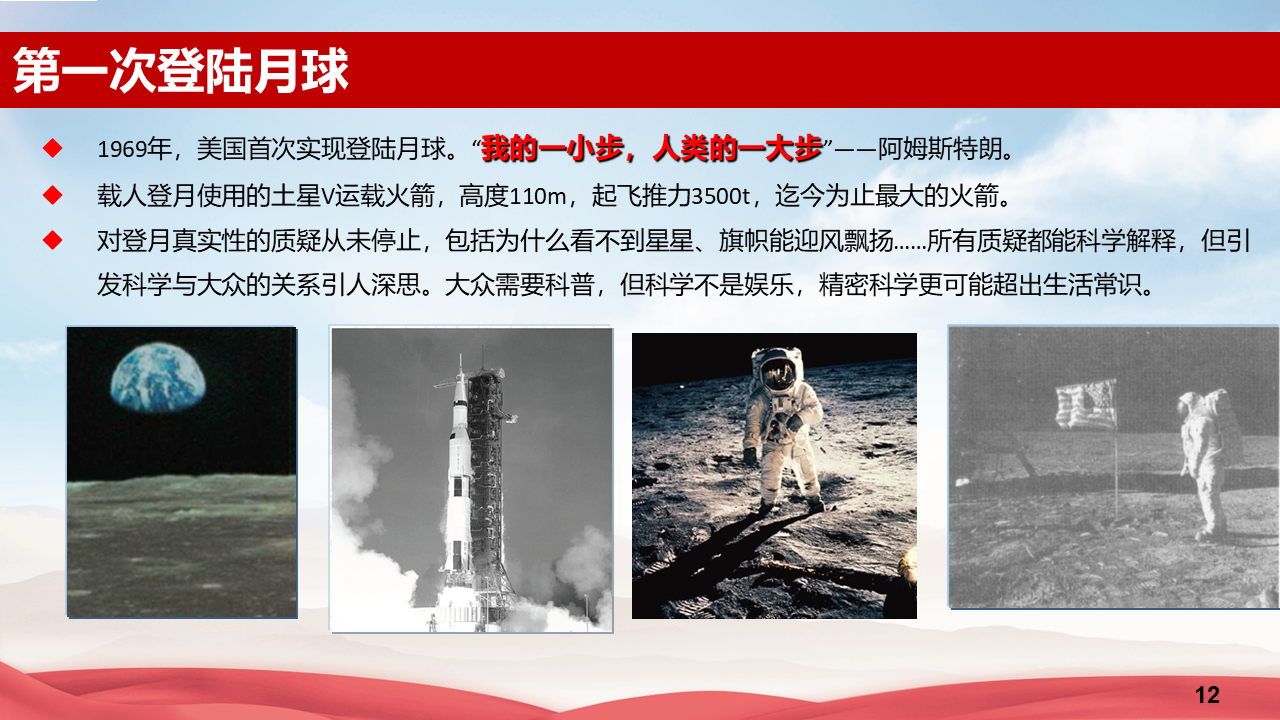 第一次登陆月球
1969年，美国首次实现登陆月球。“我的一小步，人类的一大步”——阿姆斯特朗。
载人登月使用的土星V运载火箭，高度110m，起飞推力3500t，迄今为止最大的火箭。
对登月真实性的质疑从未停止，包括为什么看不到星星、旗帜能迎风飘扬......所有质疑都能科学解释，但引
发科学与大众的关系引人深思。大众需要科普，但科学不是娱乐，精密科学更可能超出生活常识。
12